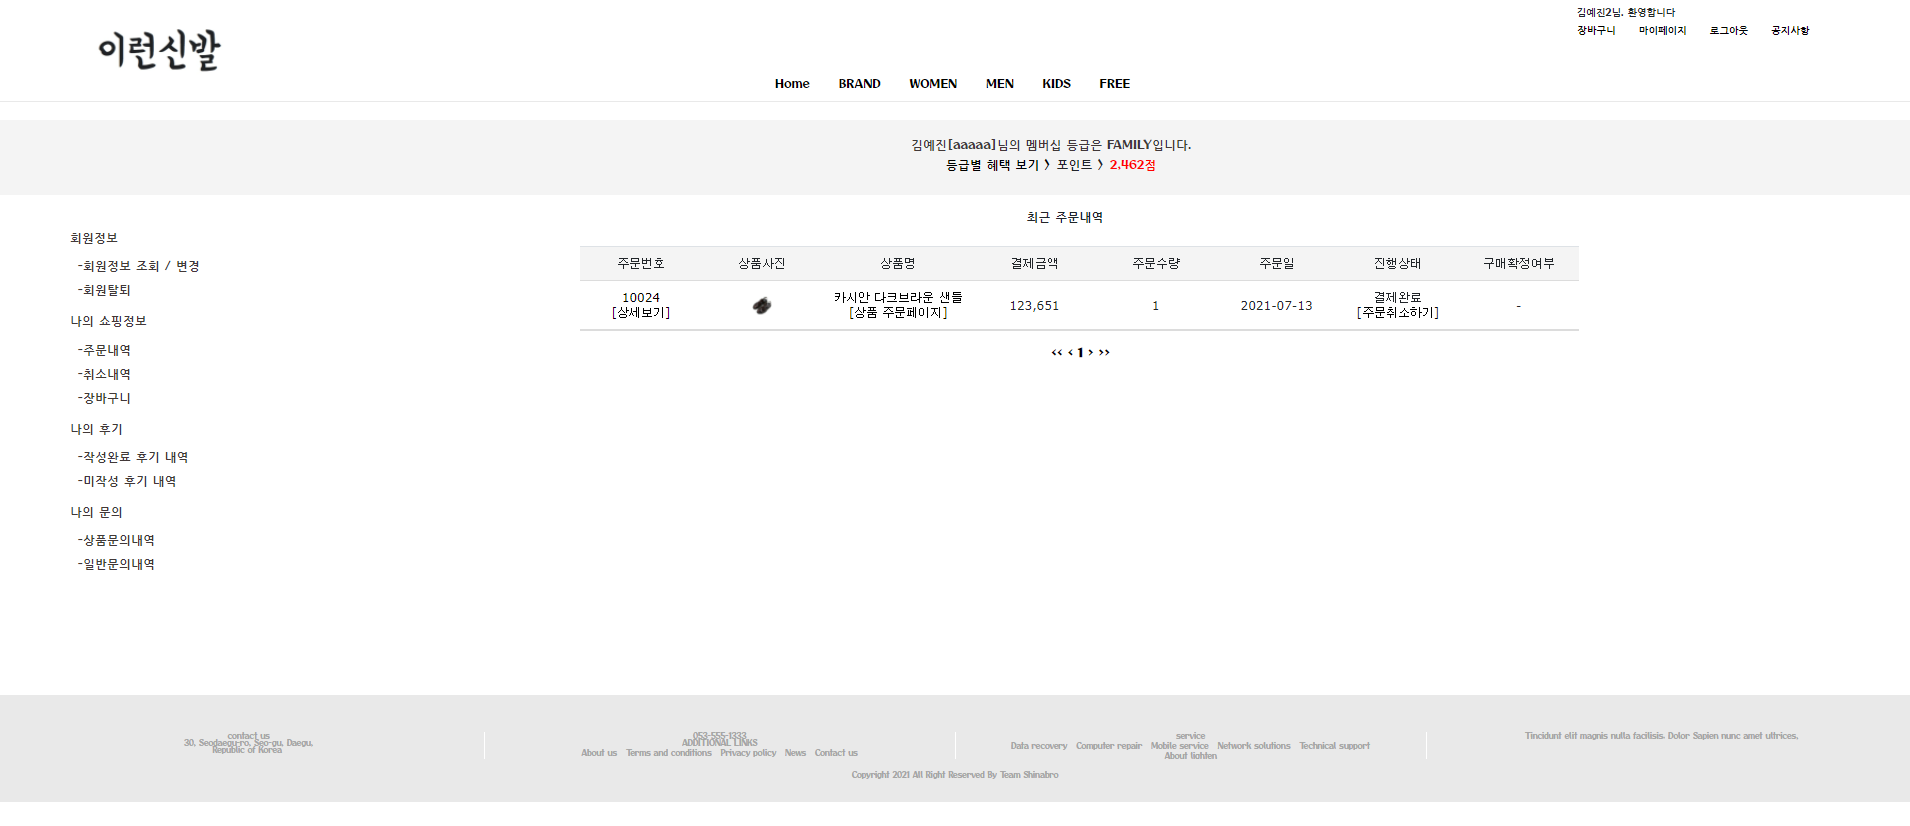 김예진2님, 환영합니다
장바구니 마이페이지 로그아웃 공지사항
이런신발
Home BRAND WOMEN MEN KIDS FREE
김예진[aaaaa]님의 멤버십 등급은 FAMILY입니다.
등급별 혜택 보기 > 포인트 > 2,462점
회원정보
-회원정보 조회 / 변경
-회원탈퇴
나의 쇼핑정보
-주문내역
-취소내역
-장바구니
나의 후기
-작성완료 후기 내역
-미작성 후기 내역
나의 문의
-상품문의내역
-일반문의내역
최근 주문내역
주문번호 상품사진 상품명 결제금액 주문수량 주문일 진행상태 구매확정여부
10024 카시안 다크브라운 샌들 123,651 1 2021-07-13 결제완료 -
[상세보기] [상품 주문페이지] [주문취소하기]
<< < 1 > >>
contact us
30, Seodaegu-ro, Seo-gu, Daegu,
Republic of Korea
053-555-1333
ADDITIONAL LINKS
About us Terms and conditions Privacy policy News Contact us
service
Data recovery Computer repair Mobile service Network solutions Technical support
About lighten
Tincidunt elit magnis nulla facilisis. Dolor Sapien nunc amet ultrices,
Copyright 2021 All Right Reserved By Team Shinabro